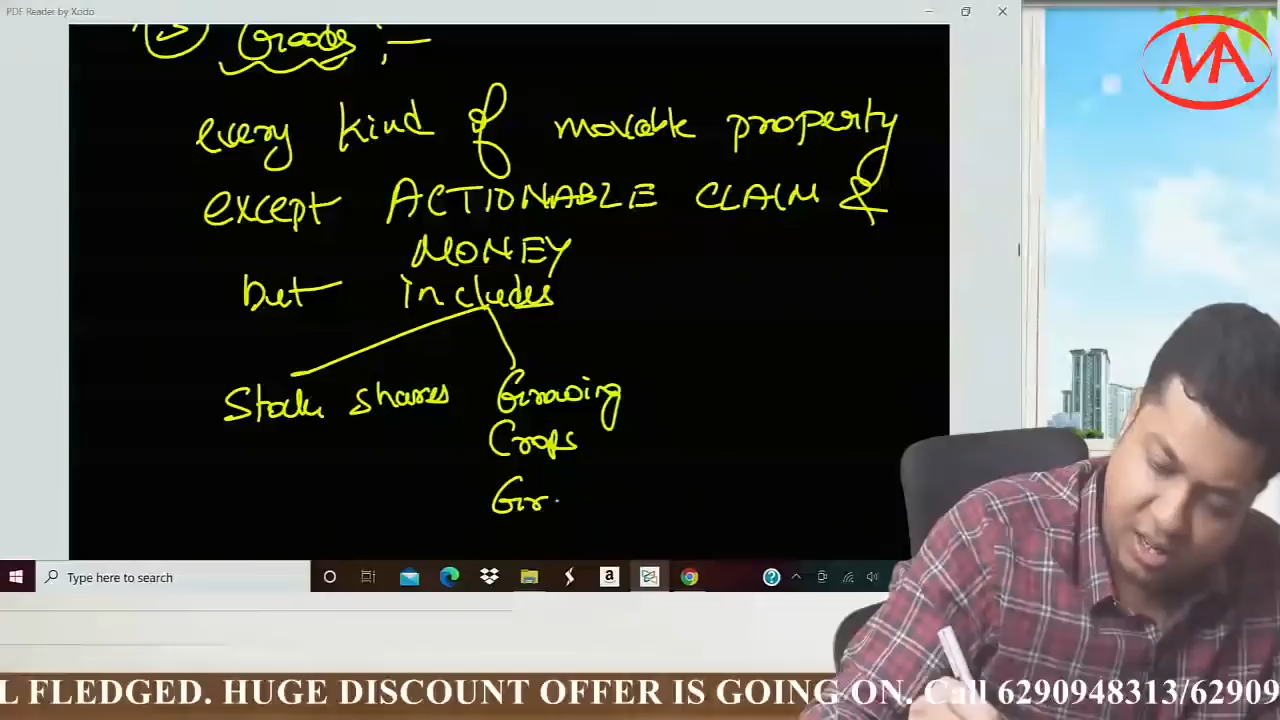 PDF Reader by Xodo
MA
Goods :-
every kind of movable property
except ACTIONABLE CLAIM &
MONEY
but includes
Stock shares Growing
Crops
Gr
Type here to search
L FLEDGED. HUGE DISCOUNT OFFER IS GOING ON. Call 6290948313/62909